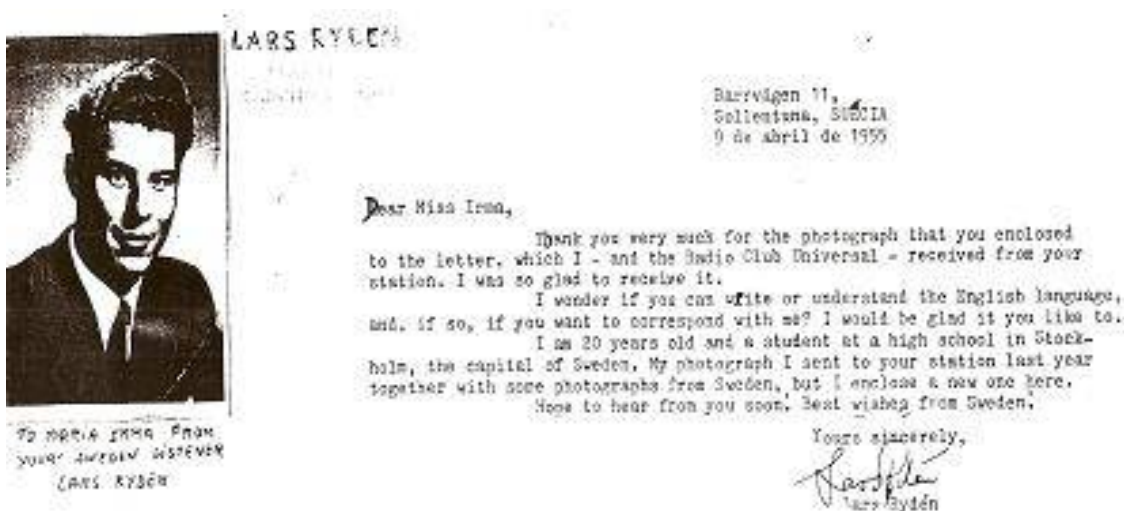 LARS RYDÉN
Barrvägen 11,
Sollentuna, SUECIA
9 de abril de 1955
Dear Miss Irma,
Thank you very much for the photograph that you enclosed
to the letter, which I - and the Radio Club Universal - received from your
station. I was so glad to receive it.
I wonder if you can write or understand the English language,
and, if so, if you want to correspond with me? I would be glad it you like to.
I am 20 years old and a student at a high school in Stock-
holm, the capital of Sweden. My photograph I sent to your station last year
together with some photographs from Sweden, but I enclose a new one here.
Hope to hear from you soon. Best wishes from Sweden.
Yours sincerely,
Lars Rydén
Lars Rydén
TO MARIA IRMA FROM
YOUR SWEDEN LISTENER
LARS RYDÉN